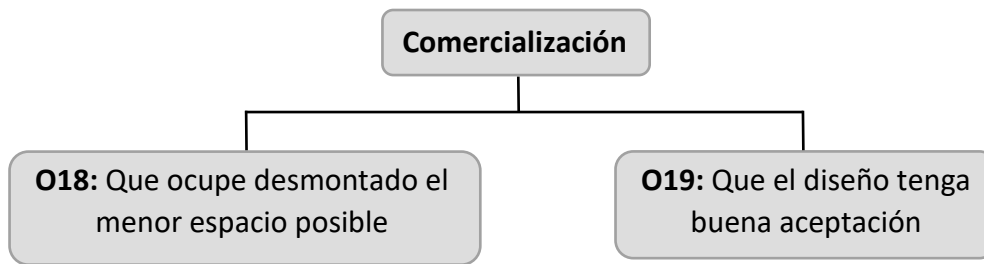 Comercialización
O18: Que ocupe desmontado el
menor espacio posible
O19: Que el diseño tenga
buena aceptación